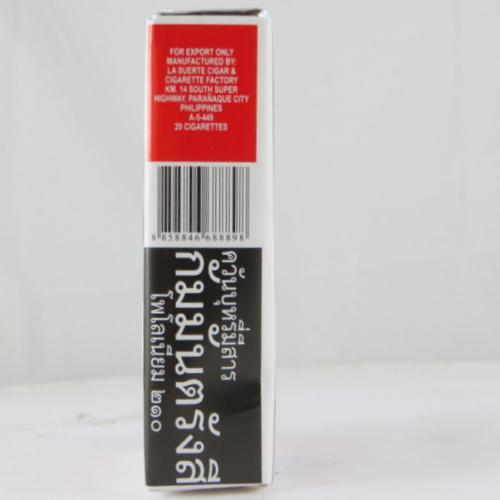 FOR EXPORT ONLY
MANUFACTURED BY:
LA SUERTE CIGAR &
CIGARETTE FACTORY
KM. 14 SOUTH SUPER
HIGHWAY, PARAÑAQUE CITY
PHILIPPINES
A-5-449
20 CIGARETTES
8 858846 688898
ควันบุหรี่มีสาร
กัมมันตรังสี
โพโลเนียม ๒๑๐